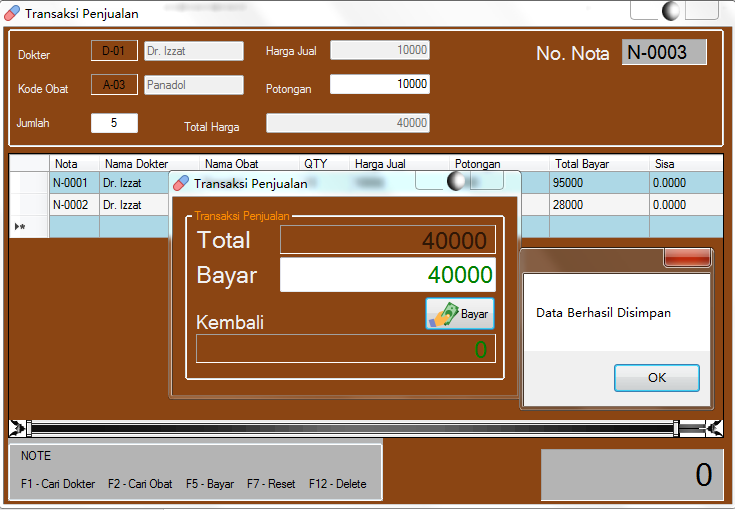 Transaksi Penjualan
Dokter D-01 Dr. Izzat Harga Jual 10000 No. Nota N-0003
Kode Obat A-03 Panadol Potongan 10000
Jumlah 5 Total Harga 40000
Nota Nama Dokter Nama Obat QTY Harga Jual Potongan Total Bayar Sisa
N-0001 Dr. Izzat 95000 0.0000
N-0002 Dr. Izzat 28000 0.0000
Transaksi Penjualan
Transaksi Penjualan
Total 40000
Bayar 40000
Bayar
Kembali
0
Data Berhasil Disimpan
OK
NOTE
F1 - Cari Dokter F2 - Cari Obat F5 - Bayar F7 - Reset F12 - Delete
0